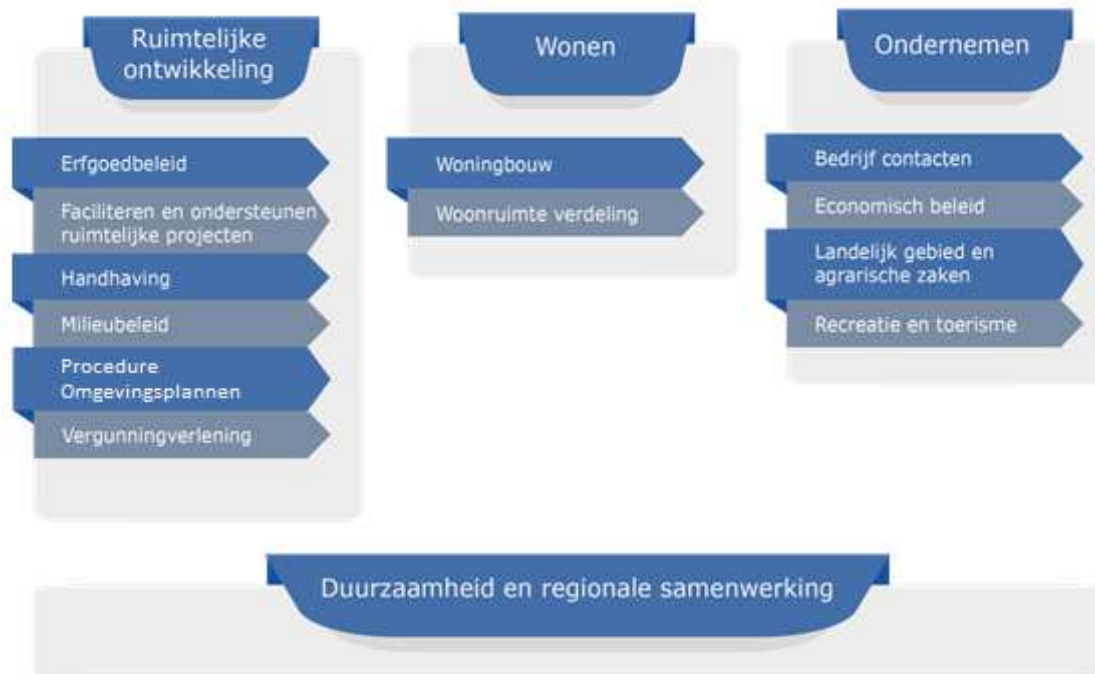 Ruimtelijke
ontwikkeling
Erfgoedbeleid
Faciliteren en ondersteunen
ruimtelijke projecten
Handhaving
Milieubeleid
Procedure
Omgevingsplannen
Vergunningverlening
Wonen
Woningbouw
Woonruimte verdeling
Ondernemen
Bedrijf contacten
Economisch beleid
Landelijk gebied en
agrarische zaken
Recreatie en toerisme
Duurzaamheid en regionale samenwerking